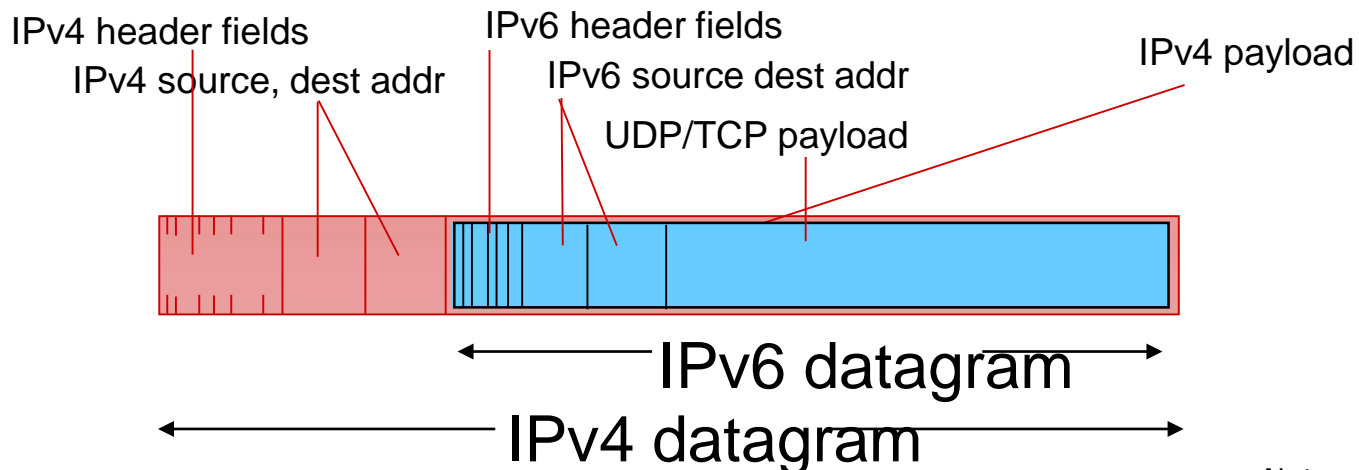 IPv4 header fields
IPv6 header fields
IPv4 payload
IPv4 source, dest addr
IPv6 source dest addr
UDP/TCP payload
IPv6 datagram
IPv4 datagram